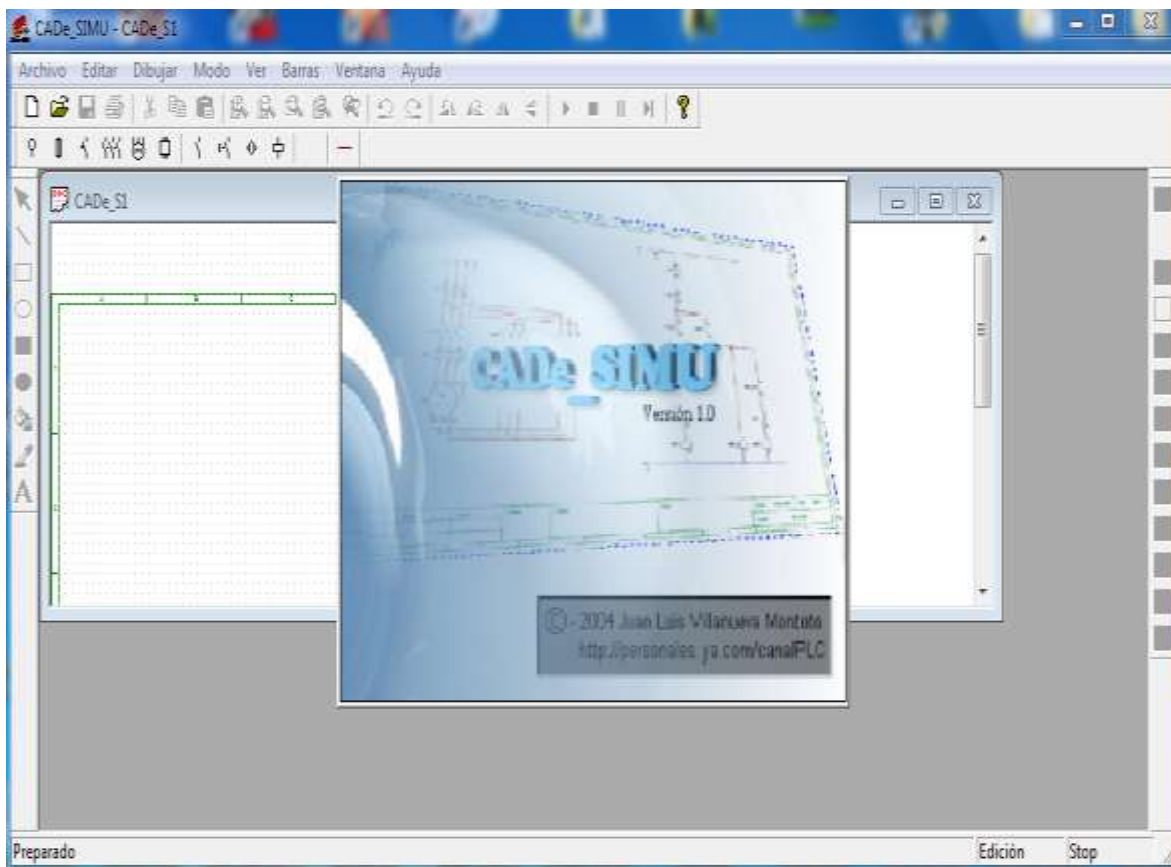 CADe_SIMU - CADe_S1
Archivo Editar Dibujar Modo Ver Barras Ventana Ayuda
CADe_S1
A B C
CADe_SIMU
Versión 1.0
© - 2004 Juan Luis Villanueva Montoto
http://personales.ya.com/canalPLC
A
Preparado Edición Stop